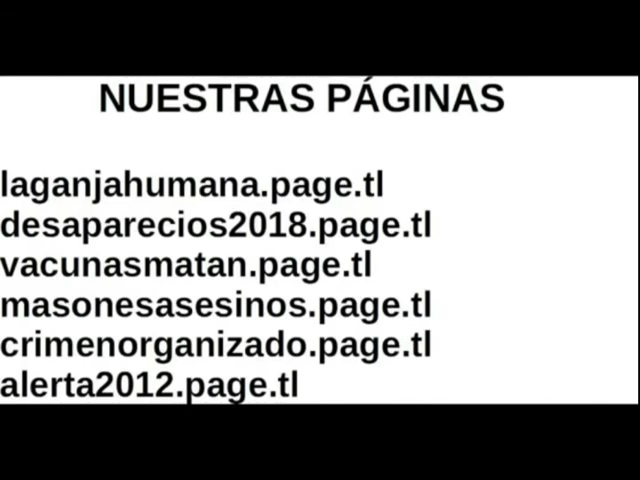 NUESTRAS PÁGINAS
laganjahumana.page.tl
desaparecios2018.page.tl
vacunasmatan.page.tl
masonesasesinos.page.tl
crimenorganizado.page.tl
alerta2012.page.tl